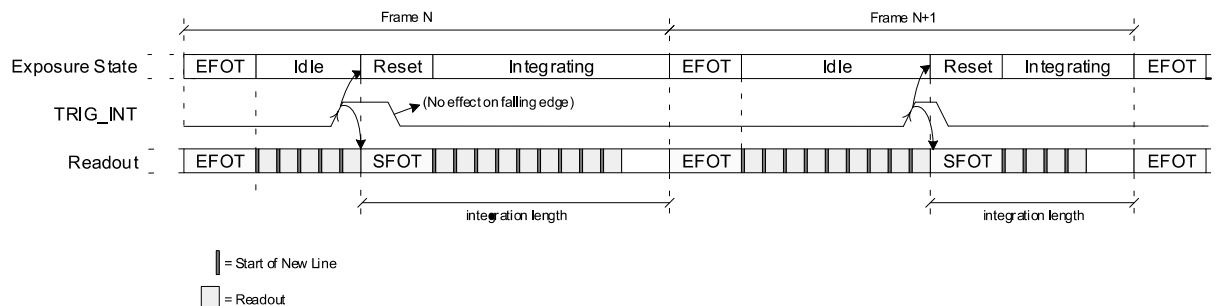 Frame N
Frame N+1
Exposure State
EFOT
Idle
Reset
Integrating
EFOT
Idle
Reset
Integrating
EFOT
TRIG_INT
(No effect on falling edge)
Readout
EFOT
SFOT
EFOT
SFOT
EFOT
integration length
integration length
= Start of New Line
= Readout